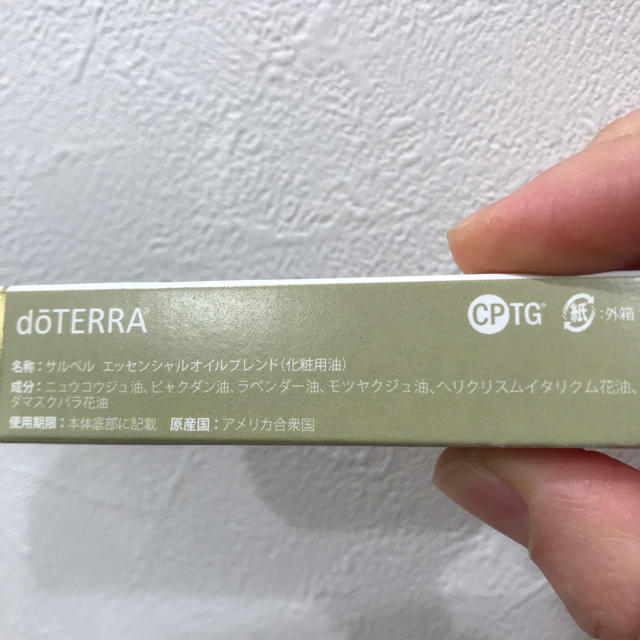 dōTERRA®
CPTG® 紙:外箱
名称:サルベル エッセンシャルオイルブレンド(化粧用油)
成分:ニュウコウジュ油、ビャクダン油、ラベンダー油、モツヤクジュ油、ヘリクリスムイタリクム花油、
ダマスクバラ花油
使用期限:本体底部に記載 原産国:アメリカ合衆国